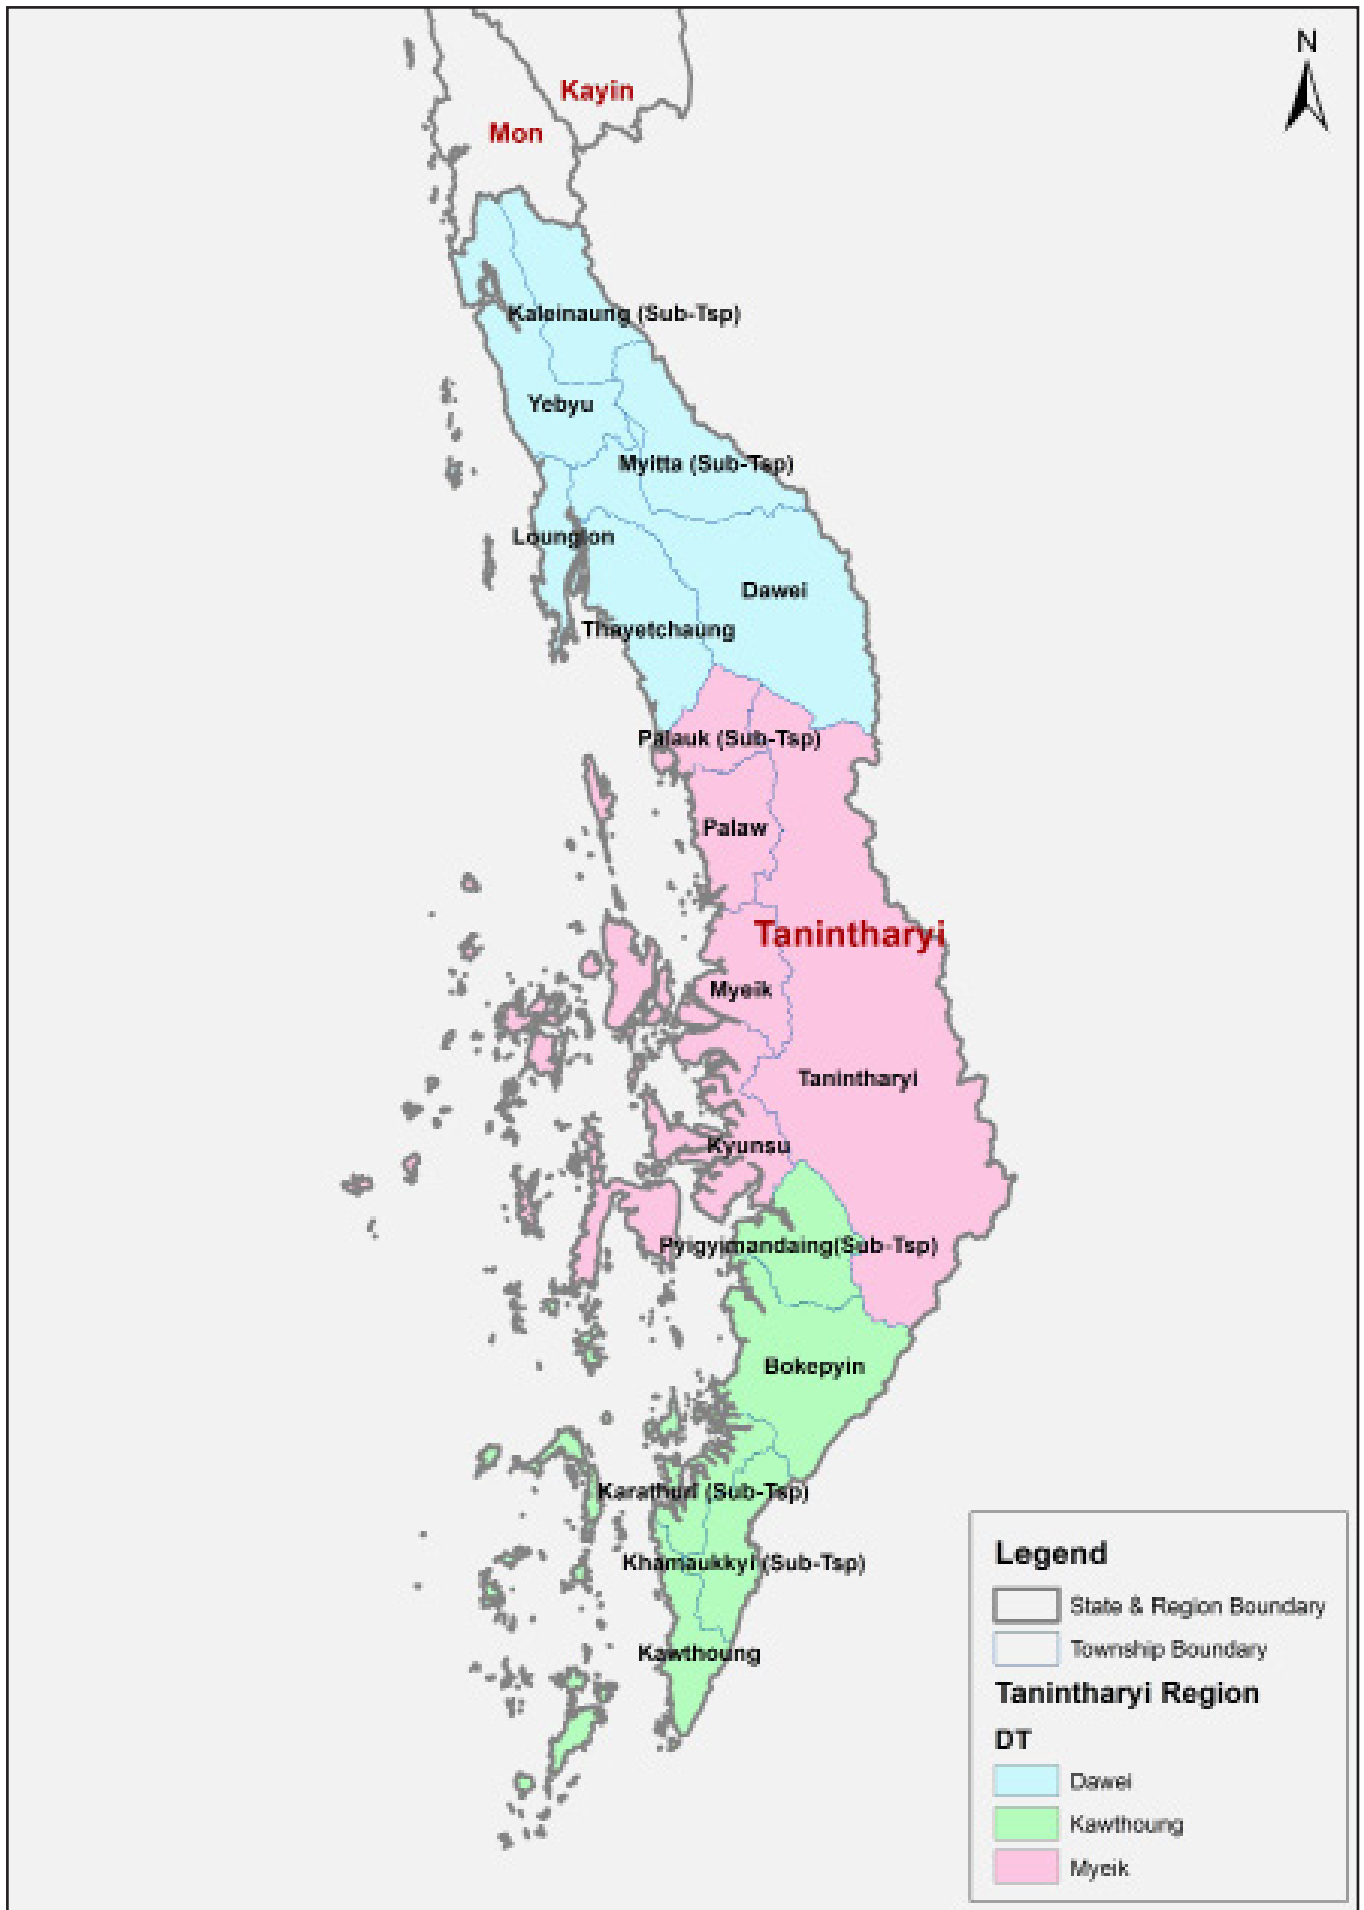 N
Kayin
Mon
Kaleinaung (Sub-Tsp)
Yebyu
Myitta (Sub-Tsp)
Launglon
Dawei
Thayetchaung
Palauk (Sub-Tsp)
Palaw
Tanintharyi
Myeik
Tanintharyi
Kyunsu
Pyigyimandaing(Sub-Tsp)
Bokepyin
Karathuri (Sub-Tsp)
Khamaukkyi (Sub-Tsp)
Kawthoung
Legend
State & Region Boundary
Township Boundary
Tanintharyi Region
DT
Dawei
Kawthoung
Myeik